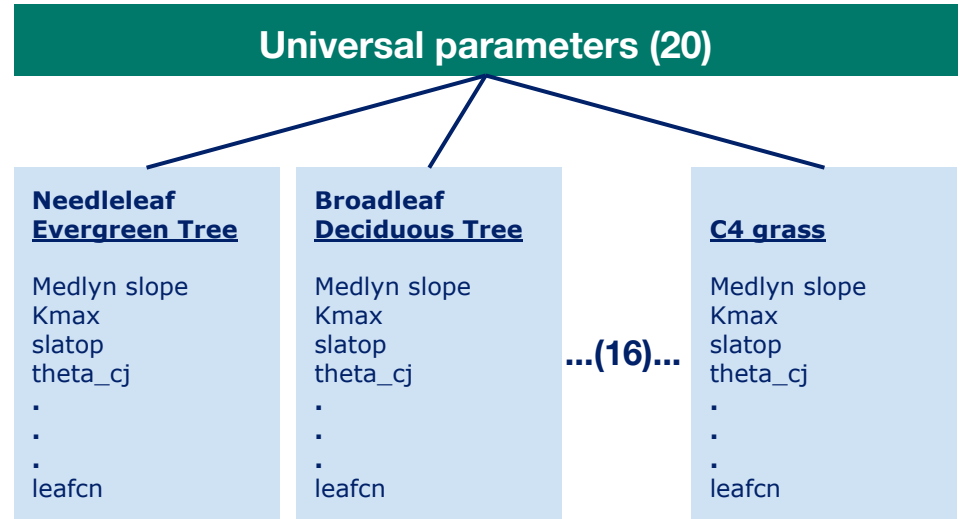 Universal parameters (20)
Needleleaf
Evergreen Tree
Medlyn slope
Kmax
slatop
theta_cj
.
.
.
leafcn
Broadleaf
Deciduous Tree
Medlyn slope
Kmax
slatop
theta_cj
.
.
.
leafcn
...(16)...
C4 grass
Medlyn slope
Kmax
slatop
theta_cj
.
.
.
leafcn